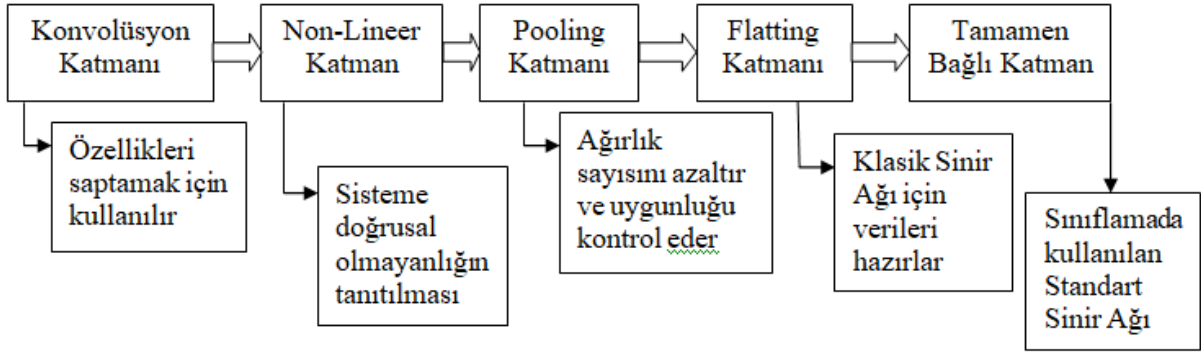 Konvolüsyon
Katmanı
Non-Lineer
Katman
Pooling
Katmanı
Flatting
Katmanı
Tamamen
Bağlı Katman
Özellikleri
saptamak için
kullanılır
Sisteme
doğrusal
olmayanlığın
tanıtılması
Ağırlık
sayısını azaltır
ve uygunluğu
kontrol eder
Klasik Sinir
Ağı için
verileri
hazırlar
Sınıflamada
kullanılan
Standart
Sinir Ağı